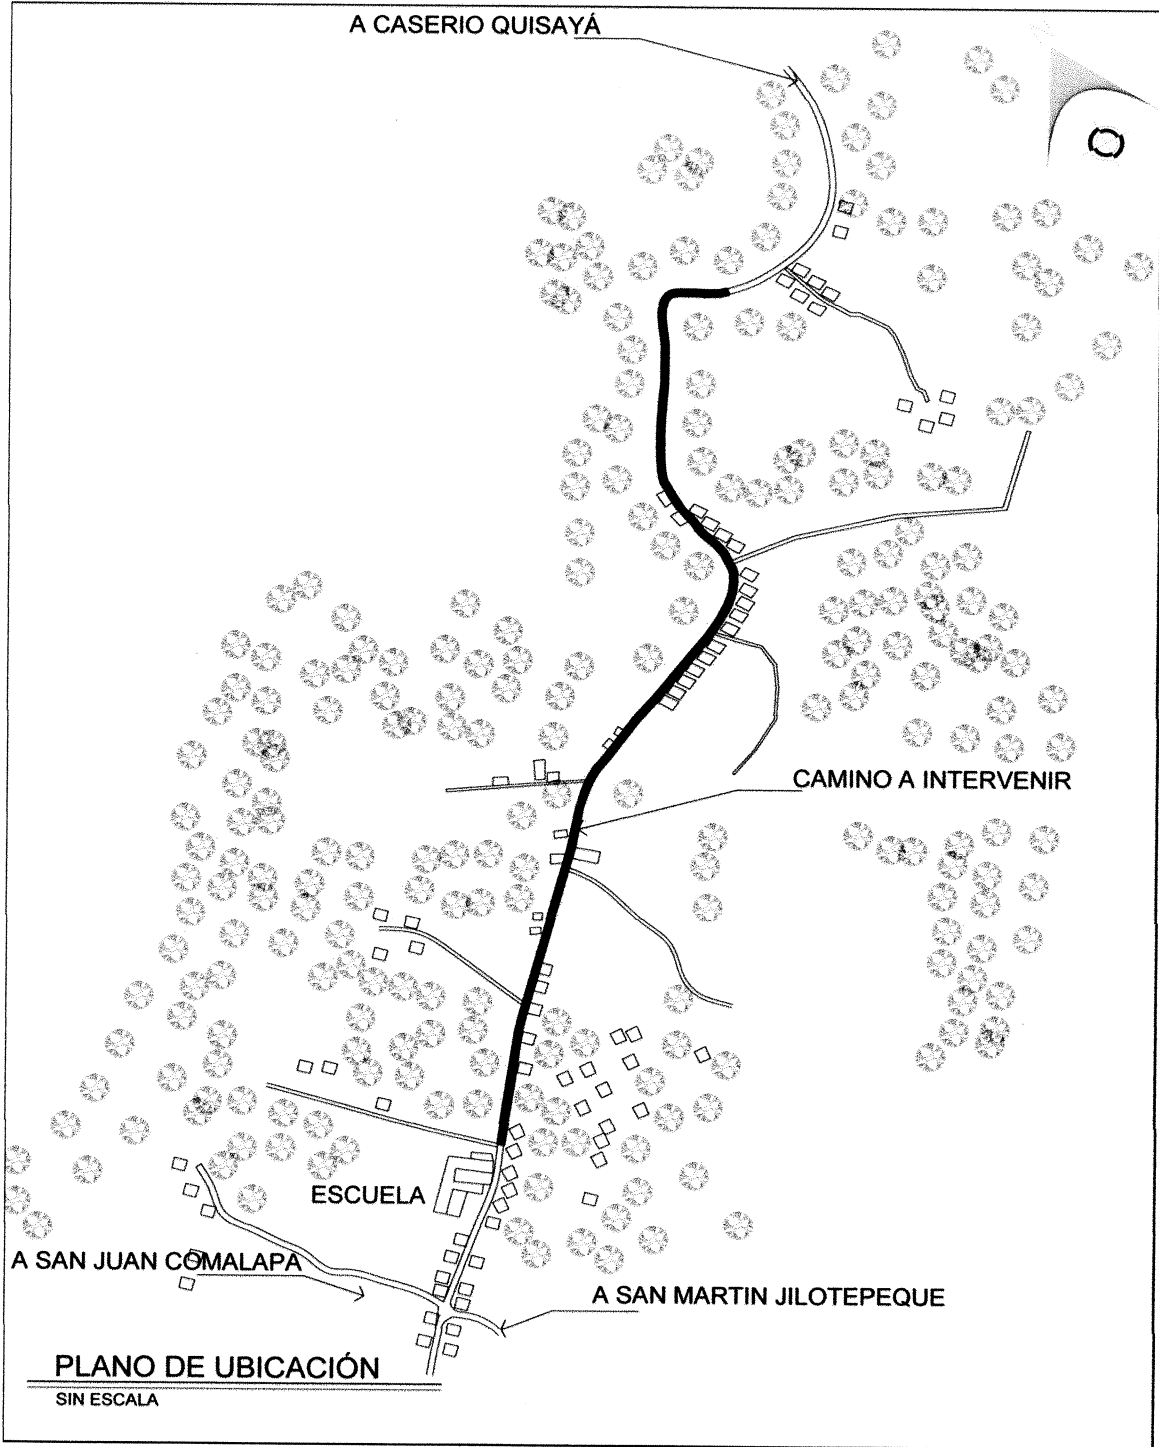 A CASERIO QUISAYÁ
CAMINO A INTERVENIR
ESCUELA
A SAN JUAN COMALAPA
A SAN MARTIN JILOTEPEQUE
PLANO DE UBICACIÓN
SIN ESCALA